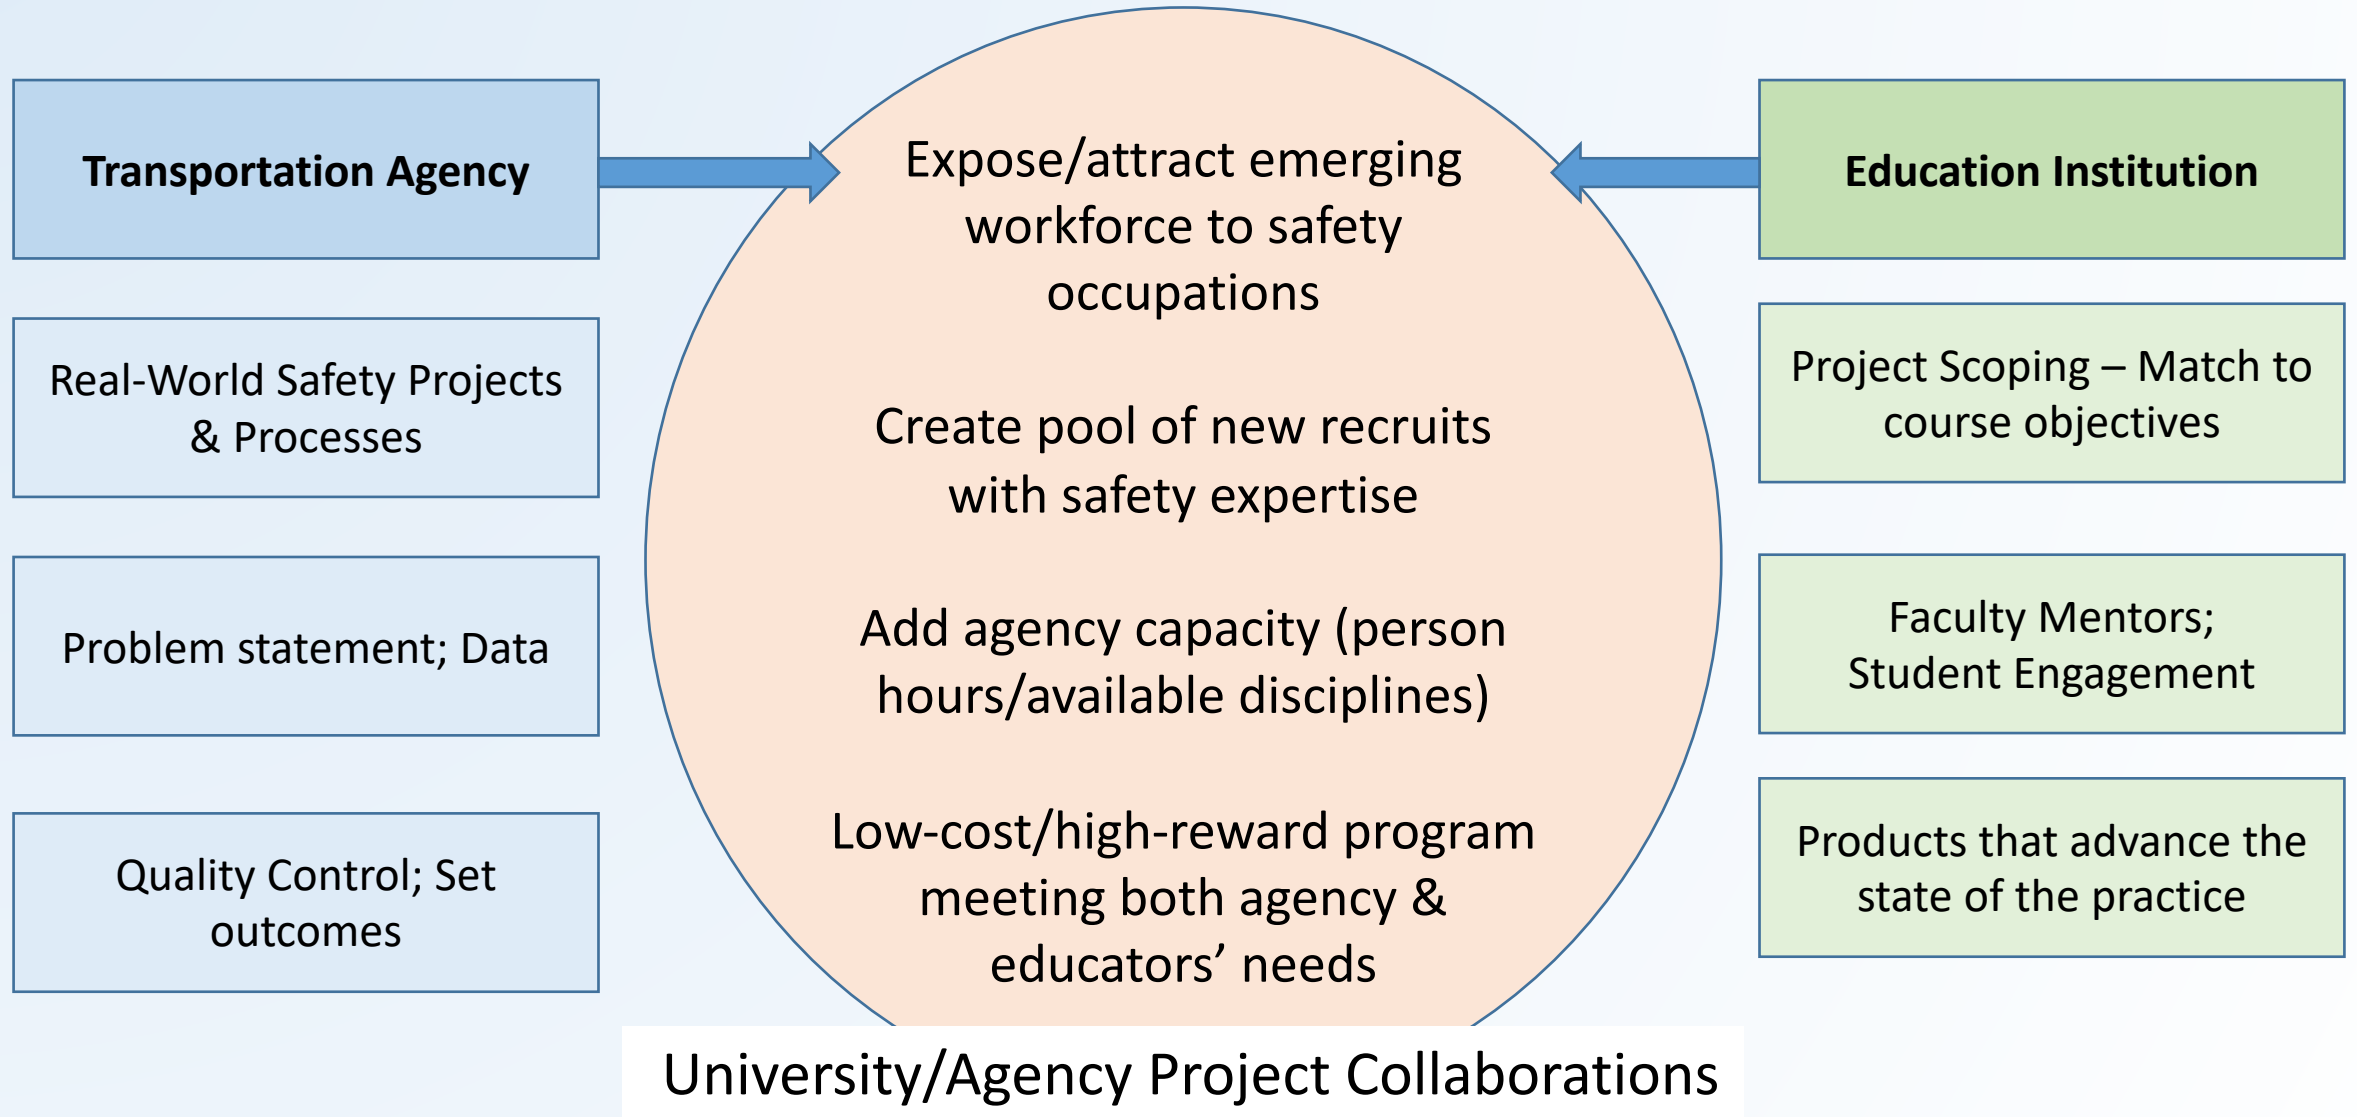 Transportation Agency
Real-World Safety Projects
& Processes
Problem statement; Data
Quality Control; Set
outcomes
Expose/attract emerging
workforce to safety
occupations
Create pool of new recruits
with safety expertise
Add agency capacity (person
hours/available disciplines)
Low-cost/high-reward program
meeting both agency &
educators’ needs
Education Institution
Project Scoping – Match to
course objectives
Faculty Mentors;
Student Engagement
Products that advance the
state of the practice
University/Agency Project Collaborations